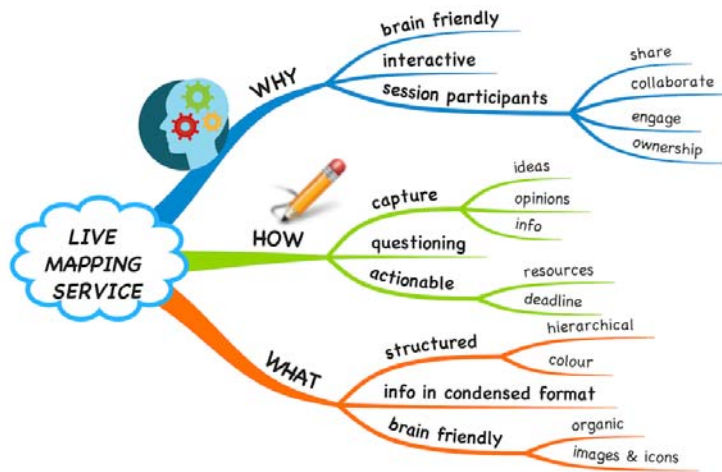 LIVE
MAPPING
SERVICE
WHY
brain friendly
interactive
session participants
share
collaborate
engage
ownership
HOW
capture
ideas
opinions
info
questioning
actionable
resources
deadline
WHAT
structured
hierarchical
colour
info in condensed format
brain friendly
organic
images & icons